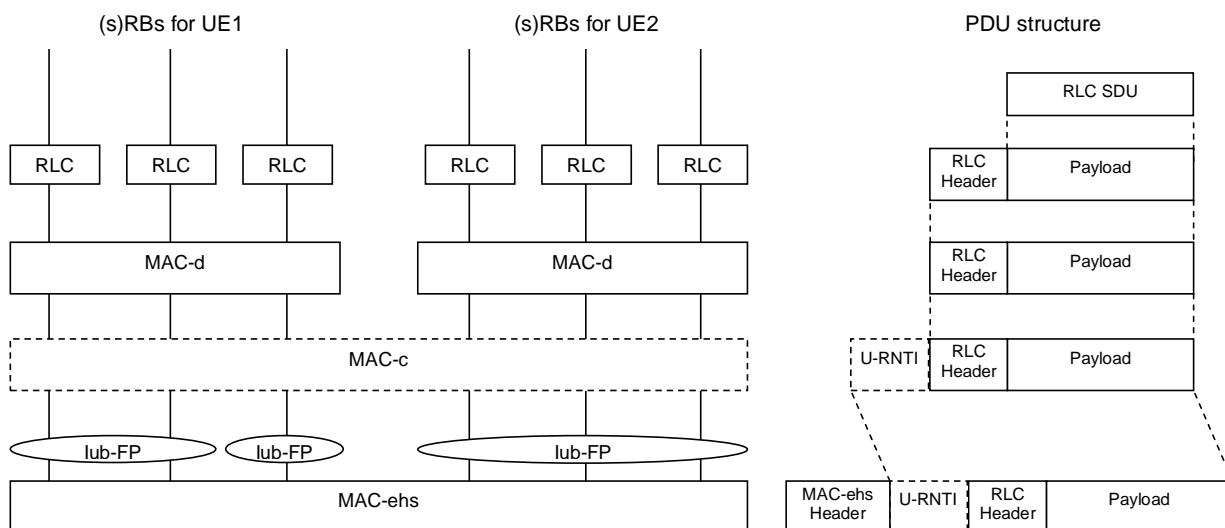 (s)RBs for UE1
(s)RBs for UE2
PDU structure
RLC SDU
RLC
RLC
RLC
RLC
RLC
RLC
RLC
Header
Payload
MAC-d
MAC-d
RLC
Header
Payload
MAC-c
U-RNTI
RLC
Header
Payload
Iub-FP
Iub-FP
Iub-FP
MAC-ehs
MAC-ehs
Header
U-RNTI
RLC
Header
Payload